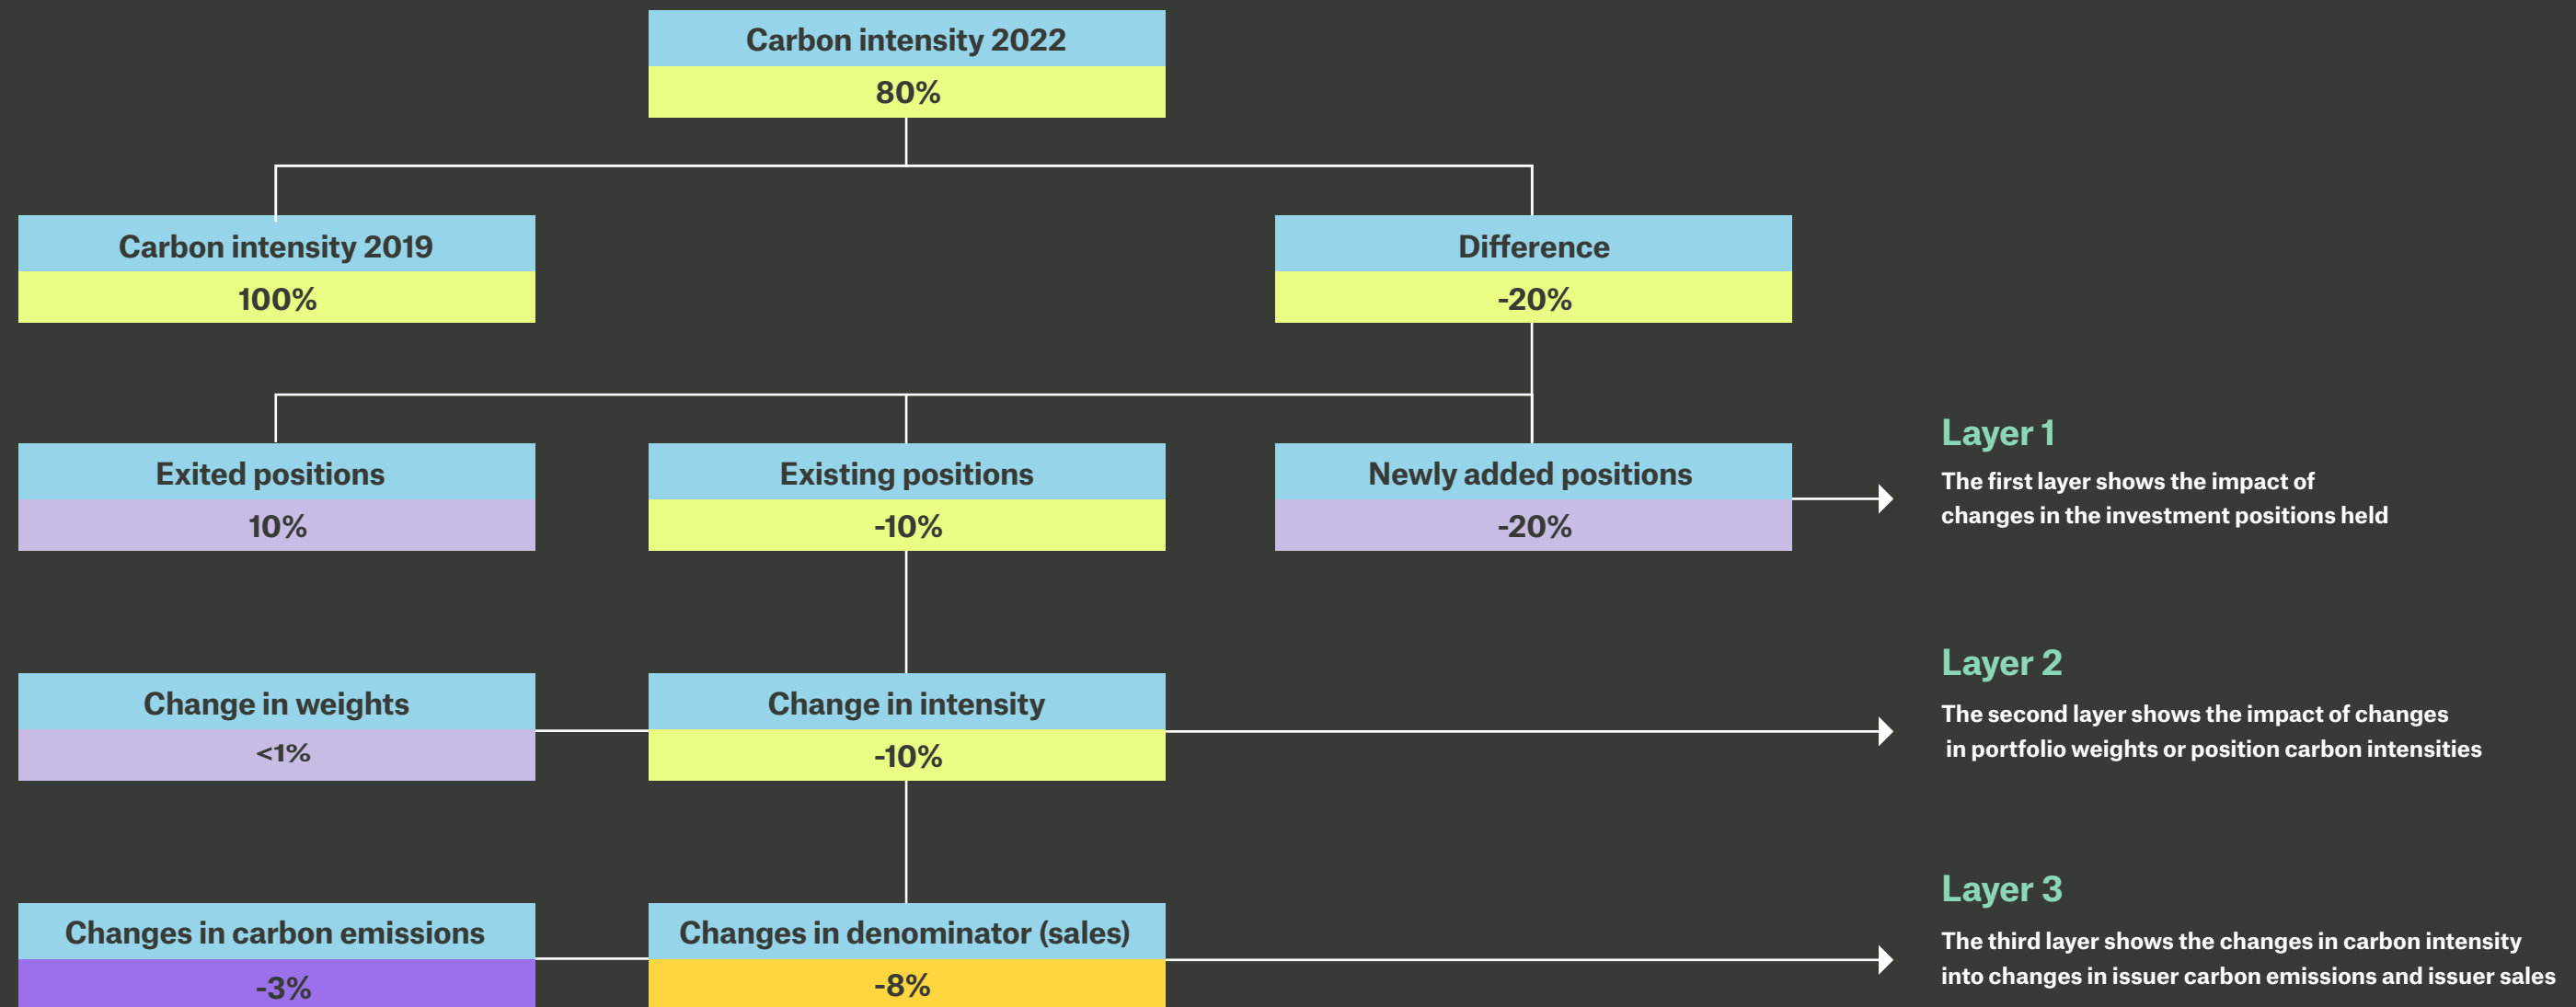 Carbon intensity 2022
80%
Carbon intensity 2019
100%
Difference
-20%
Exited positions
10%
Existing positions
-10%
Newly added positions
-20%
Layer 1
The first layer shows the impact of
changes in the investment positions held
Change in weights
<1%
Change in intensity
-10%
Layer 2
The second layer shows the impact of changes
in portfolio weights or position carbon intensities
Changes in carbon emissions
-3%
Changes in denominator (sales)
-8%
Layer 3
The third layer shows the changes in carbon intensity
into changes in issuer carbon emissions and issuer sales